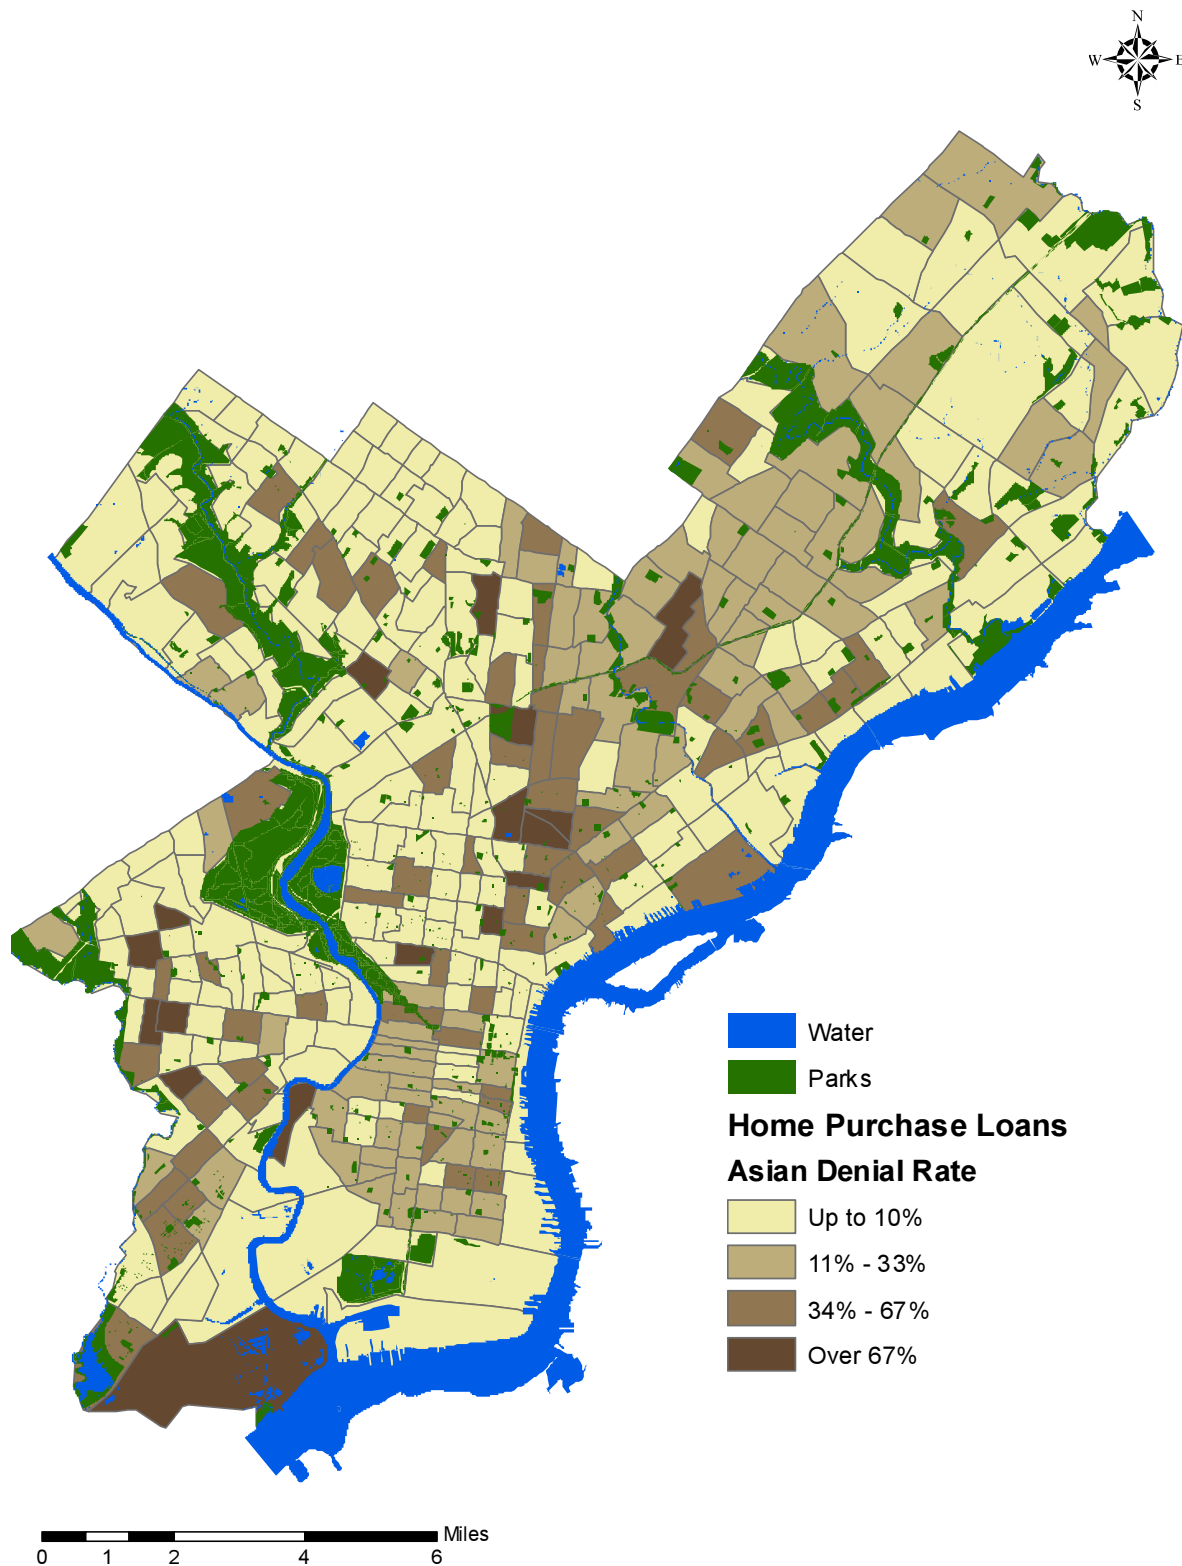 N
W E
S
Water
Parks
Home Purchase Loans
Asian Denial Rate
Up to 10%
11% - 33%
34% - 67%
Over 67%
Miles
0 1 2 4 6